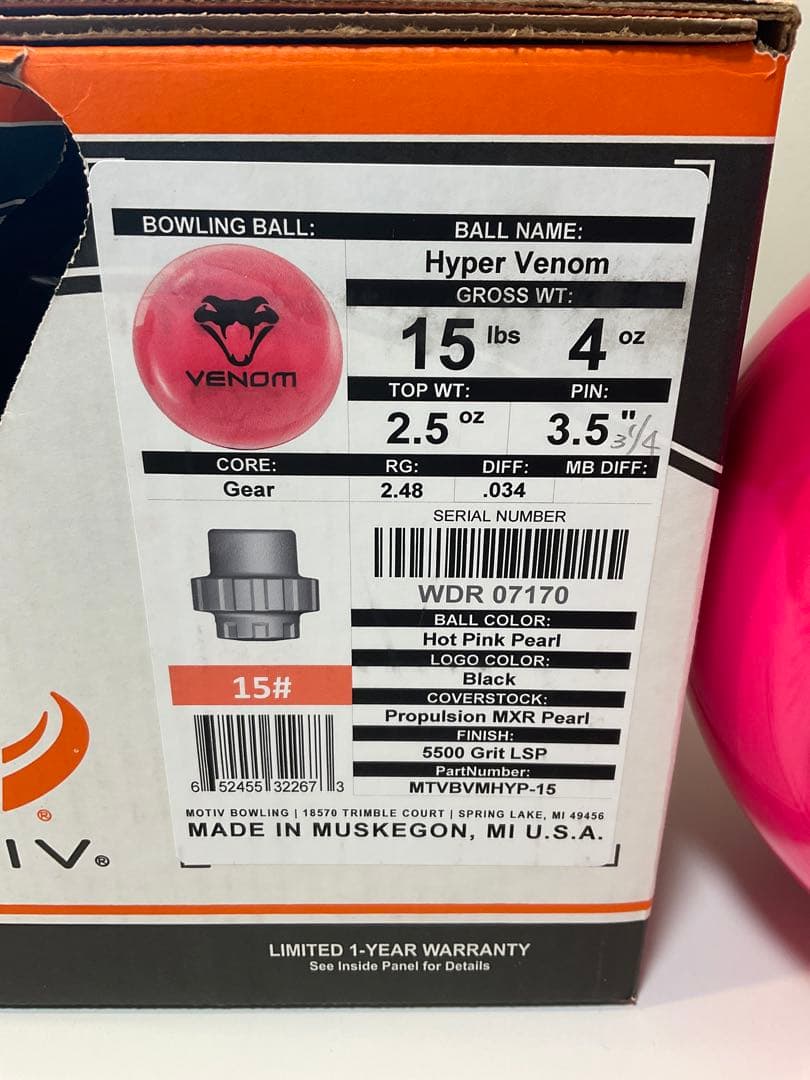 BOWLING BALL:
BALL NAME:
Hyper Venom
GROSS WT:
15 lbs 4 oz
VENOM
TOP WT: PIN:
2.5 oz 3.5" 3 1/4
CORE: RG: DIFF: MB DIFF:
Gear 2.48 .034
SERIAL NUMBER
WDR 07170
BALL COLOR:
Hot Pink Pearl
LOGO COLOR:
Black
15#
COVERSTOCK:
Propulsion MXR Pearl
FINISH:
5500 Grit LSP
PartNumber:
MTVBVMHYP-15
6 52455 32267 3
MOTIV BOWLING | 18570 TRIMBLE COURT | SPRING LAKE, MI 49456
MADE IN MUSKEGON, MI U.S.A.
IV®
LIMITED 1-YEAR WARRANTY
See Inside Panel for Details